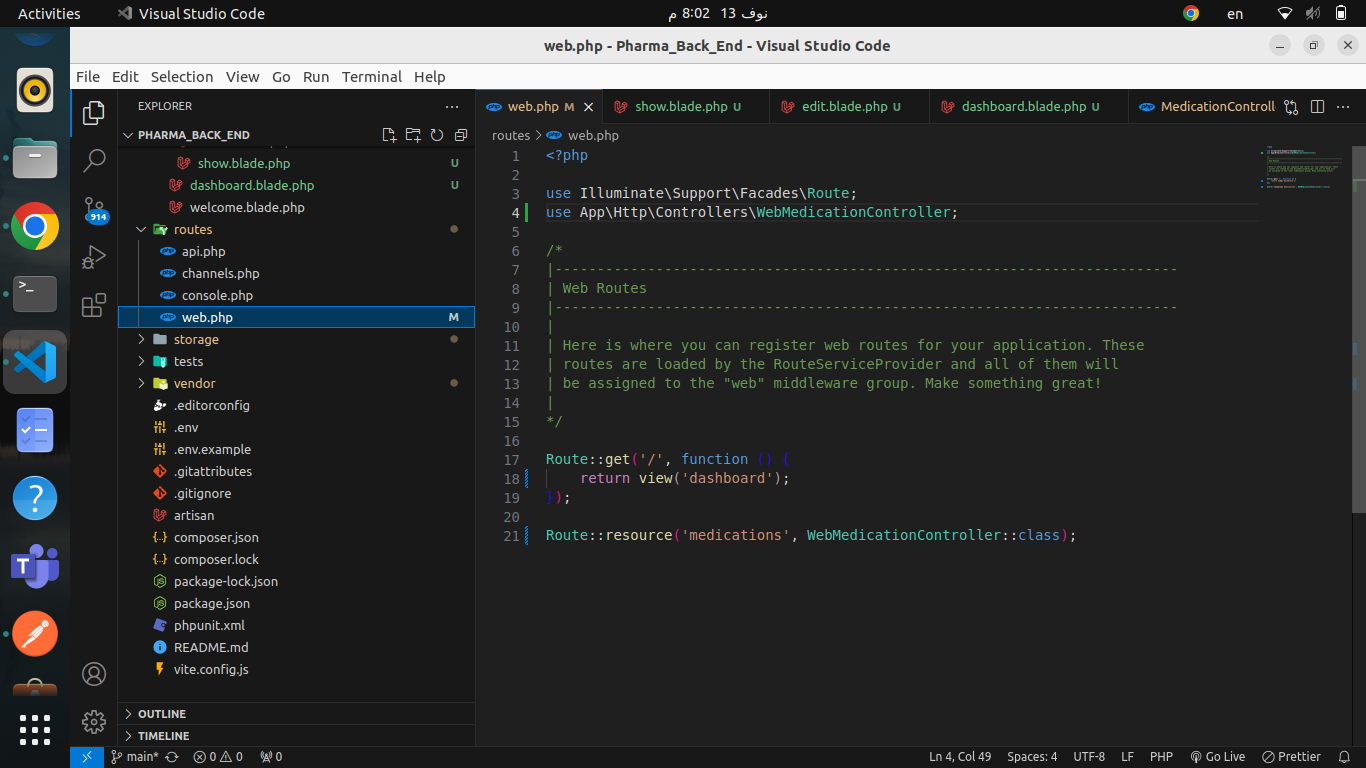 Activities
Visual Studio Code
نوف 13 8:02 م
en
web.php - Pharma_Back_End - Visual Studio Code
File Edit Selection View Go Run Terminal Help
EXPLORER
PHARMA_BACK_END
show.blade.php U
dashboard.blade.php U
welcome.blade.php
routes
api.php
channels.php
console.php
web.php M
storage
tests
vendor
.editorconfig
.env
.env.example
.gitattributes
.gitignore
artisan
composer.json
composer.lock
package-lock.json
package.json
phpunit.xml
README.md
vite.config.js
OUTLINE
TIMELINE
914
web.php M
show.blade.php U
edit.blade.php U
dashboard.blade.php U
MedicationControll
routes > web.php
1 <?php
2
3 use Illuminate\Support\Facades\Route;
4 use App\Http\Controllers\WebMedicationController;
5
6 /*
7 |--------------------------------------------------------------------------
8 | Web Routes
9 |--------------------------------------------------------------------------
10 |
11 | Here is where you can register web routes for your application. These
12 | routes are loaded by the RouteServiceProvider and all of them will
13 | be assigned to the "web" middleware group. Make something great!
14 |
15 */
16
17 Route::get('/', function () {
18 return view('dashboard');
19 });
20
21 Route::resource('medications', WebMedicationController::class);
main*
0 0
0
Ln 4, Col 49
Spaces: 4
UTF-8
LF
PHP
Go Live
Prettier